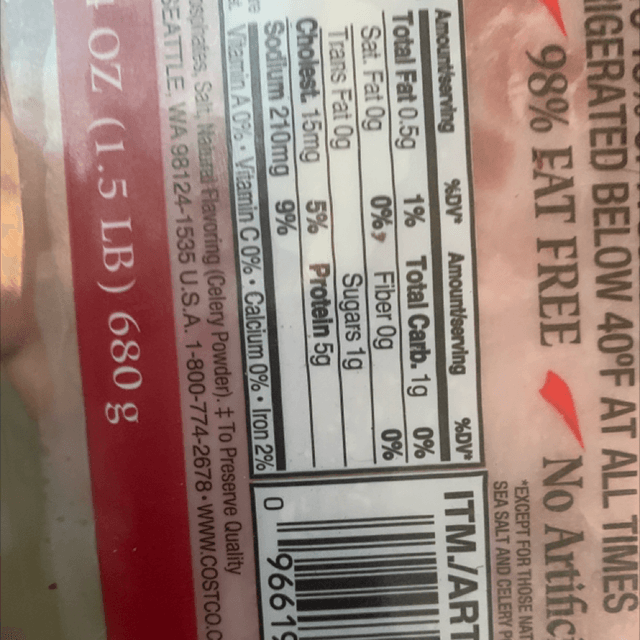 RIGERATED BELOW 40ºF AT ALL TIMES
98% FAT FREE No Artific
*EXCEPT FOR THOSE NAT
SEA SALT AND CELERY P
Amount/serving %DV* Amount/serving %DV*
Total Fat 0.5g 1% Total Carb. 1g 0%
Sat. Fat 0g 0% Fiber 0g 0%
Trans Fat 0g Sugars 1g
Cholest. 15mg 5% Protein 5g
Sodium 210mg 9%
Vitamin A 0% • Vitamin C 0% • Calcium 0% • Iron 2%
ITM./ART
0 96619
Salt, Natural Flavoring (Celery Powder). ‡ To Preserve Quality
SEATTLE, WA 98124-1535 U.S.A. 1-800-774-2678 • WWW.COSTCO.C
OZ (1.5 LB) 680 g